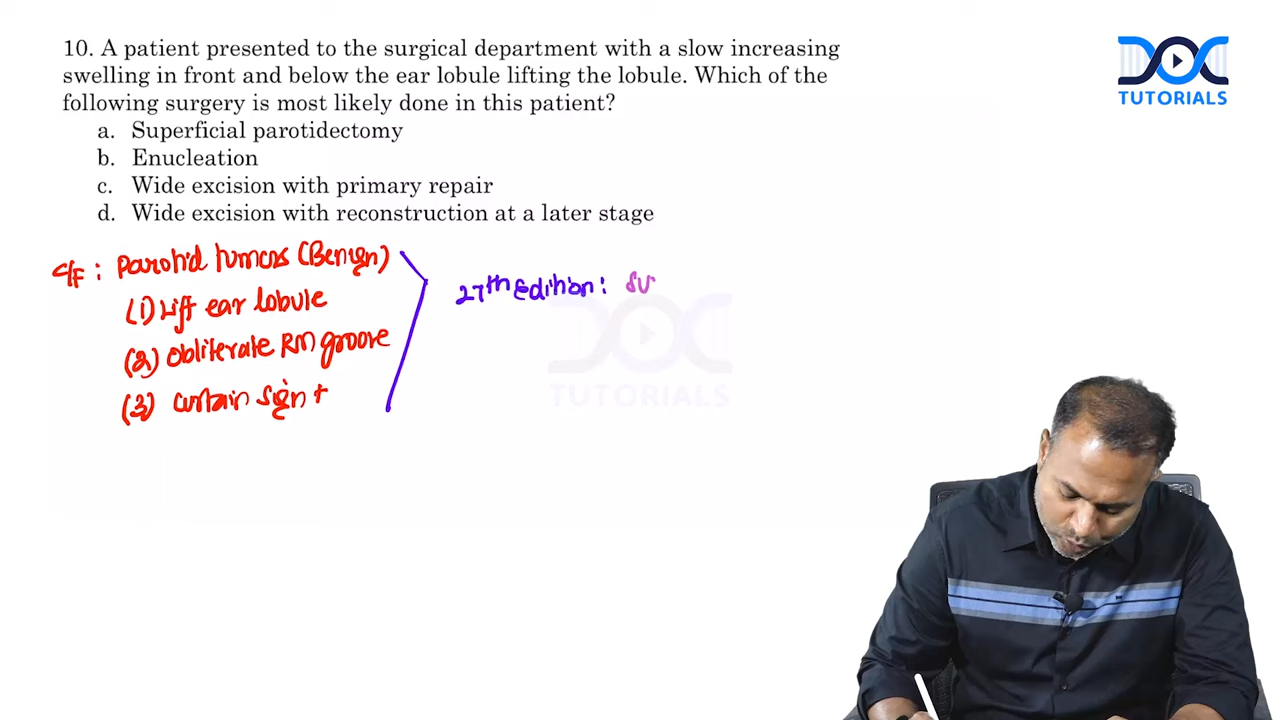 10. A patient presented to the surgical department with a slow increasing
swelling in front and below the ear lobule lifting the lobule. Which of the
following surgery is most likely done in this patient?
a. Superficial parotidectomy
b. Enucleation
c. Wide excision with primary repair
d. Wide excision with reconstruction at a later stage
C/F : Parotid tumors (Benign)
(1) Lift ear lobule
(2) Obliterate RM groove
(3) Curtain sign +
27th Edition: SU
DOC
TUTORIALS
DOC
TUTORIALS